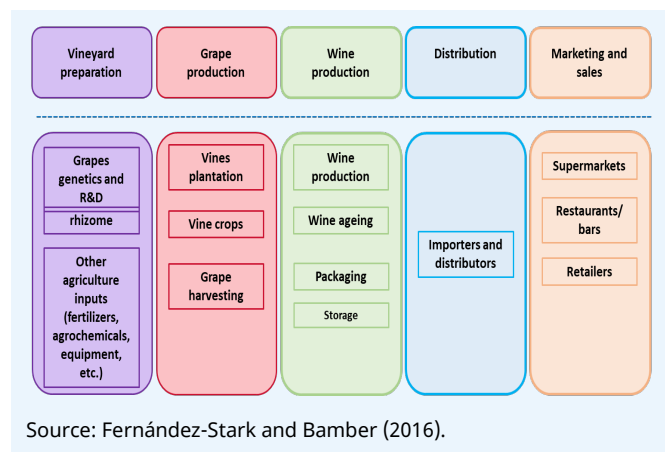 Vineyard
preparation
Grape
production
Wine
production
Distribution
Marketing and
sales
Grapes
genetics and
R&D
rhizome
Other
agriculture
inputs
(fertilizers,
agrochemicals,
equipment,
etc.)
Vines
plantation
Vine crops
Grape
harvesting
Wine
production
Wine ageing
Packaging
Storage
Importers and
distributors
Supermarkets
Restaurants/
bars
Retailers
Source: Fernández-Stark and Bamber (2016).